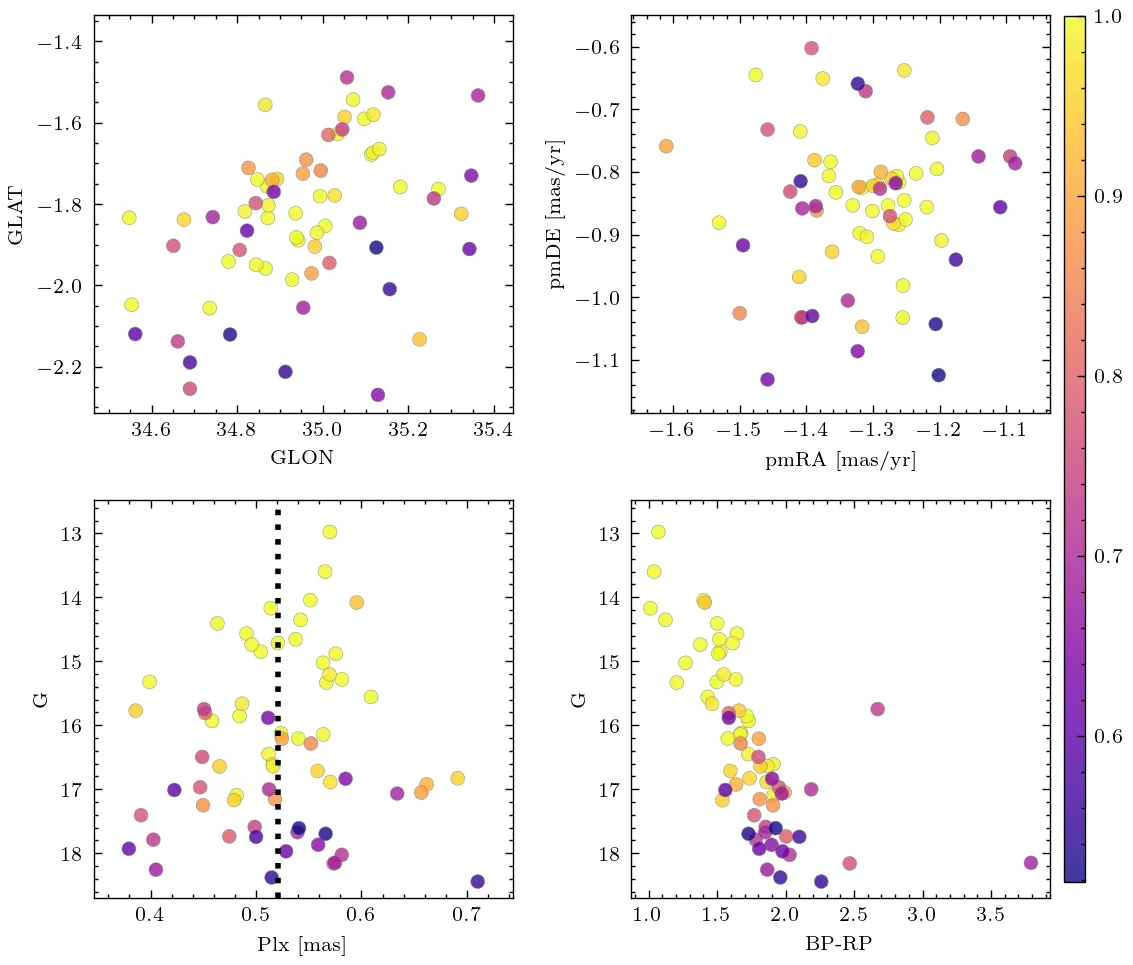 −1.4
−1.6
−1.8
−2.0
−2.2
GLAT
34.6 34.8 35.0 35.2 35.4
GLON
−0.6
−0.7
−0.8
−0.9
−1.0
−1.1
pmDE [mas/yr]
−1.6 −1.5 −1.4 −1.3 −1.2 −1.1
pmRA [mas/yr]
13
14
15
16
17
18
G
0.4 0.5 0.6 0.7
Plx [mas]
13
14
15
16
17
18
G
1.0 1.5 2.0 2.5 3.0 3.5
BP-RP
1.0
0.9
0.8
0.7
0.6